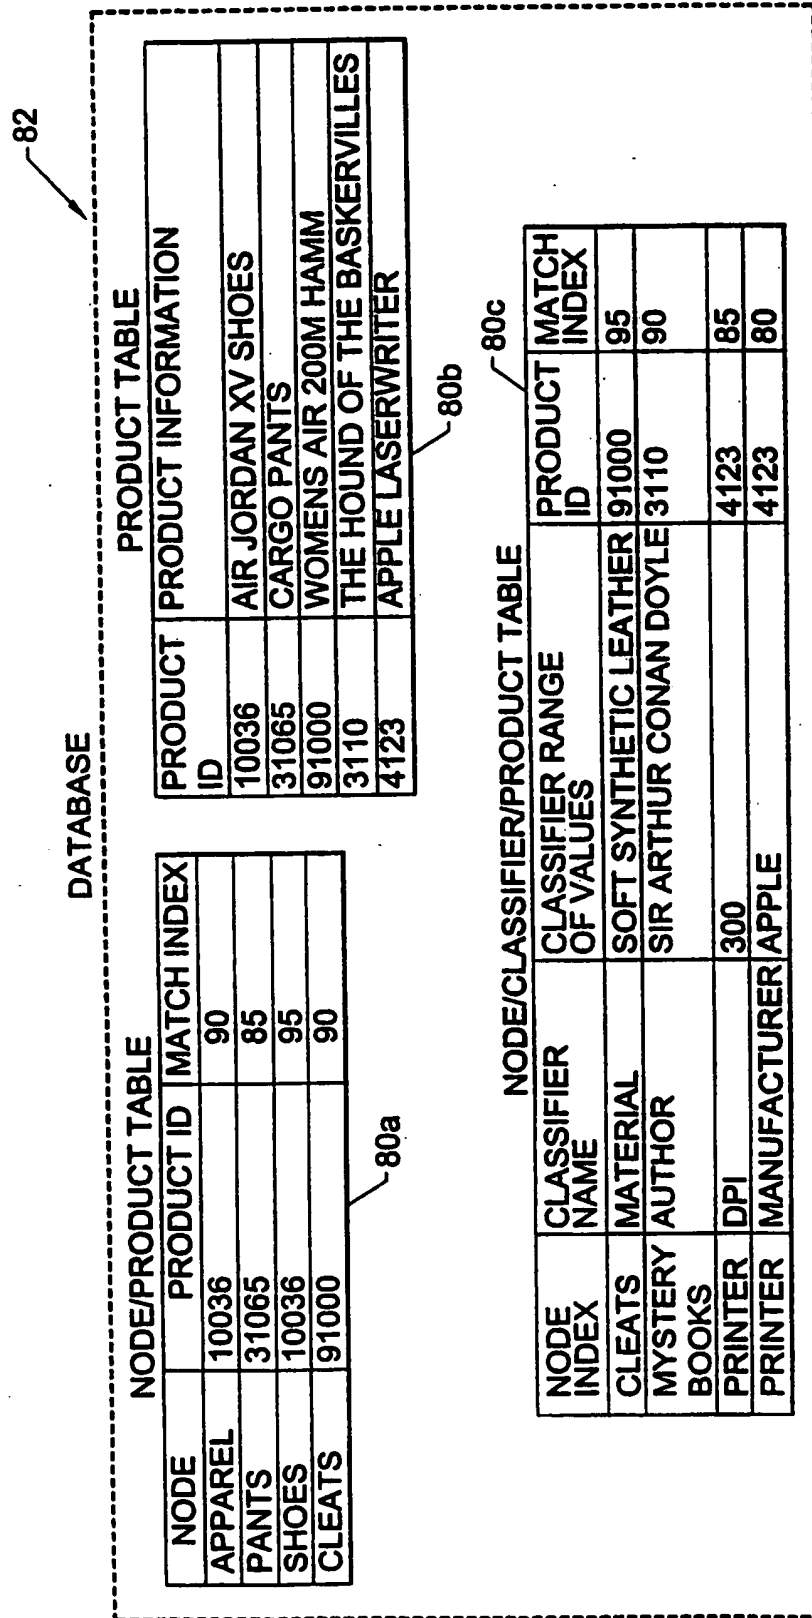 DATABASE
82
NODE/PRODUCT TABLE
NODE PRODUCT ID MATCH INDEX
APPAREL 10036 90
PANTS 31065 85
SHOES 10036 95
CLEATS 91000 90
80a
PRODUCT TABLE
PRODUCT PRODUCT INFORMATION
ID
10036 AIR JORDAN XV SHOES
31065 CARGO PANTS
91000 WOMENS AIR 200M HAMM
3110 THE HOUND OF THE BASKERVILLES
4123 APPLE LASERWRITER
80b
NODE/CLASSIFIER/PRODUCT TABLE
80c
NODE CLASSIFIER CLASSIFIER RANGE PRODUCT MATCH
INDEX NAME OF VALUES ID INDEX
CLEATS MATERIAL SOFT SYNTHETIC LEATHER 91000 95
MYSTERY AUTHOR SIR ARTHUR CONAN DOYLE 3110 90
BOOKS
PRINTER DPI 300 4123 85
PRINTER MANUFACTURER APPLE 4123 80